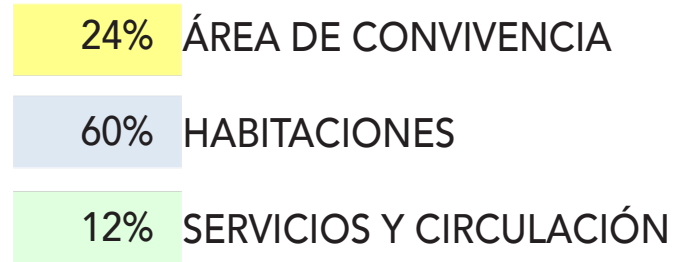 24% ÁREA DE CONVIVENCIA
60% HABITACIONES
12% SERVICIOS Y CIRCULACIÓN